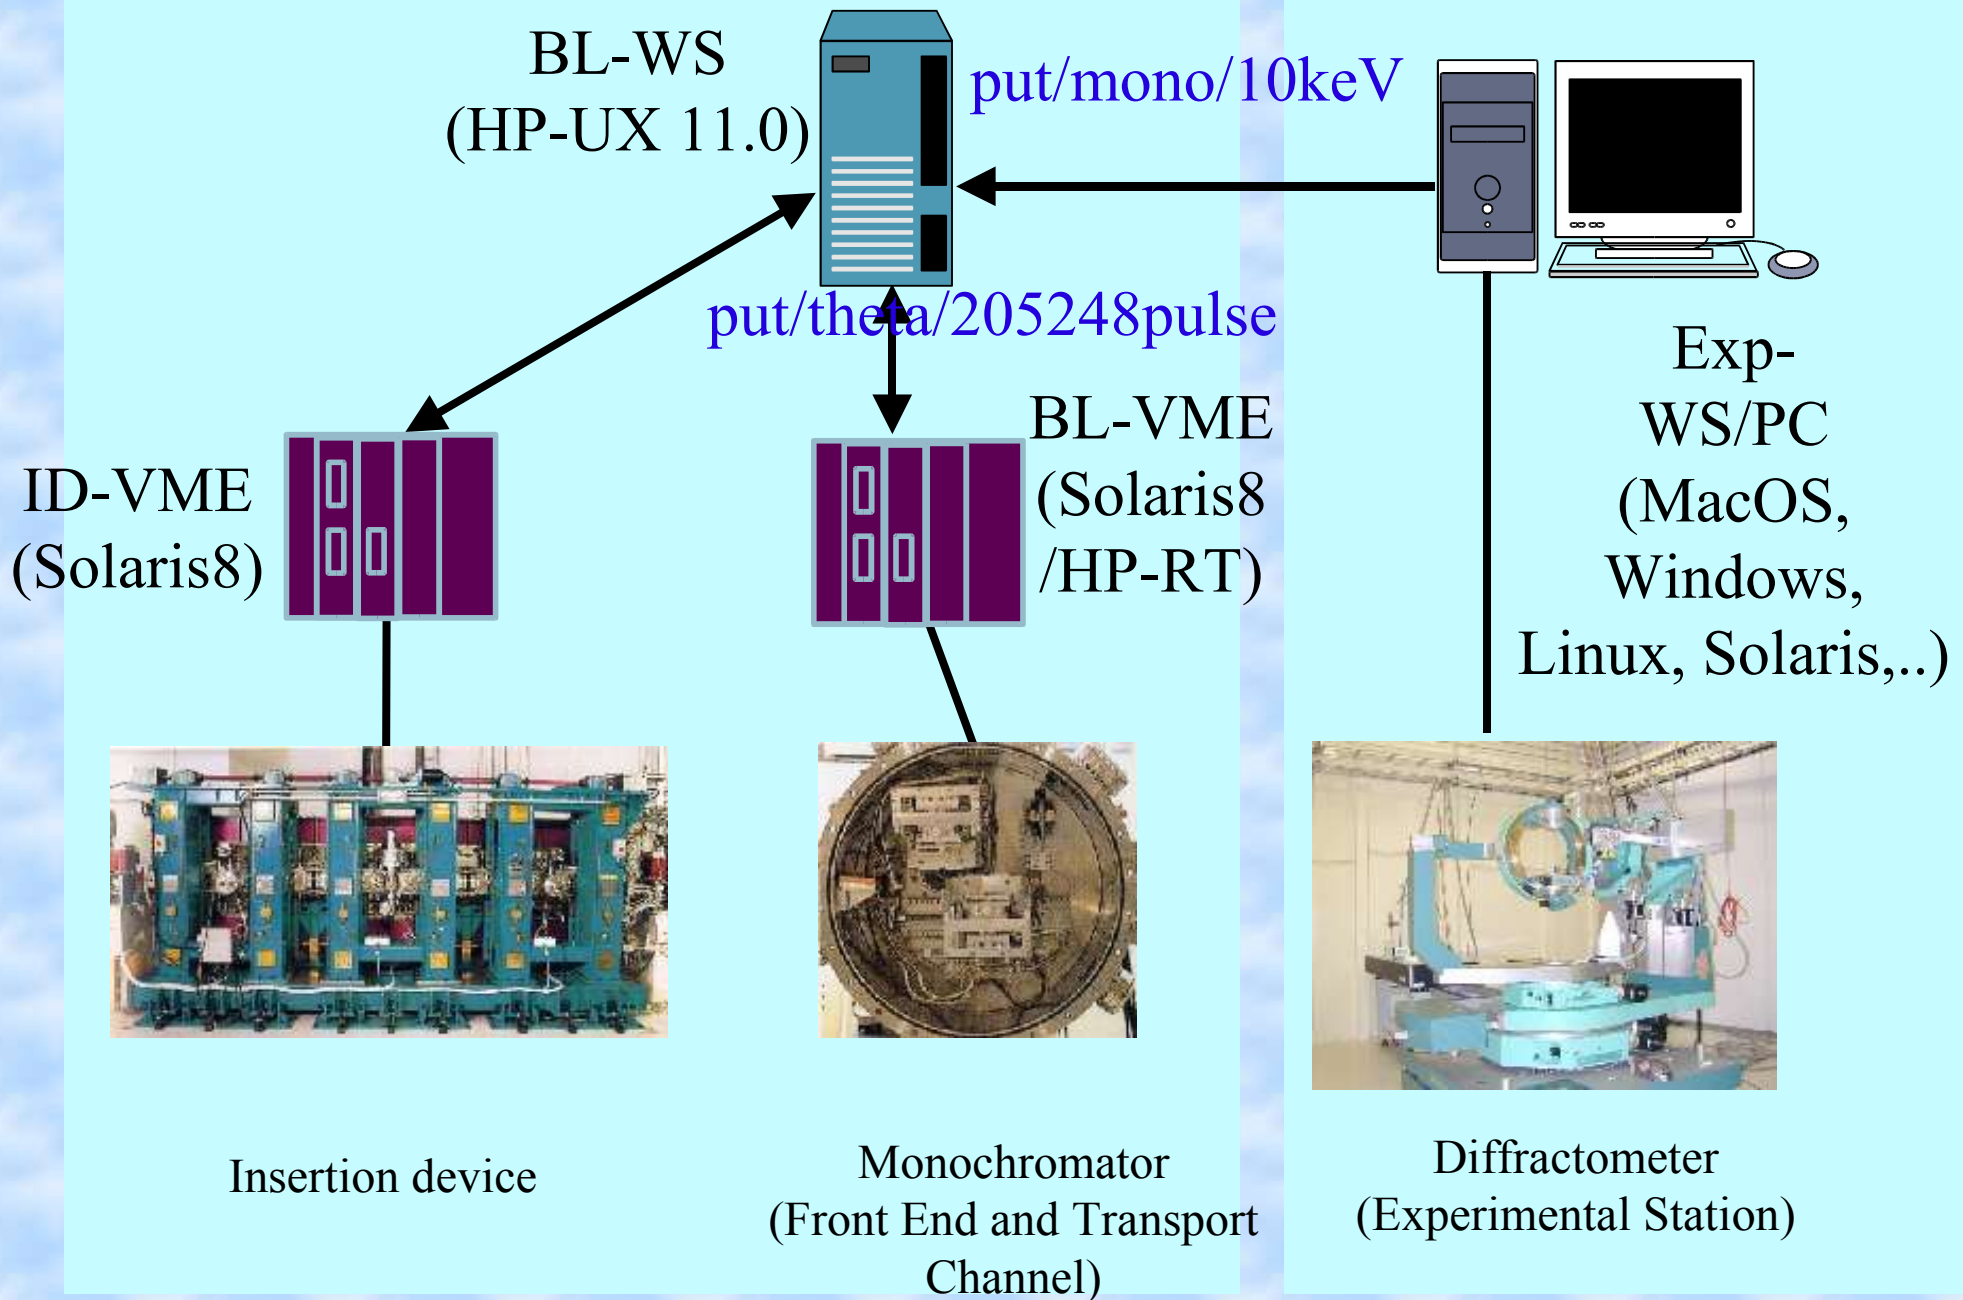 BL-WS
(HP-UX 11.0)
put/mono/10keV
put/theta/205248pulse
ID-VME
(Solaris8)
BL-VME
(Solaris8
/HP-RT)
Exp-
WS/PC
(MacOS,
Windows,
Linux, Solaris,..)
Insertion device
Monochromator
(Front End and Transport
Channel)
Diffractometer
(Experimental Station)